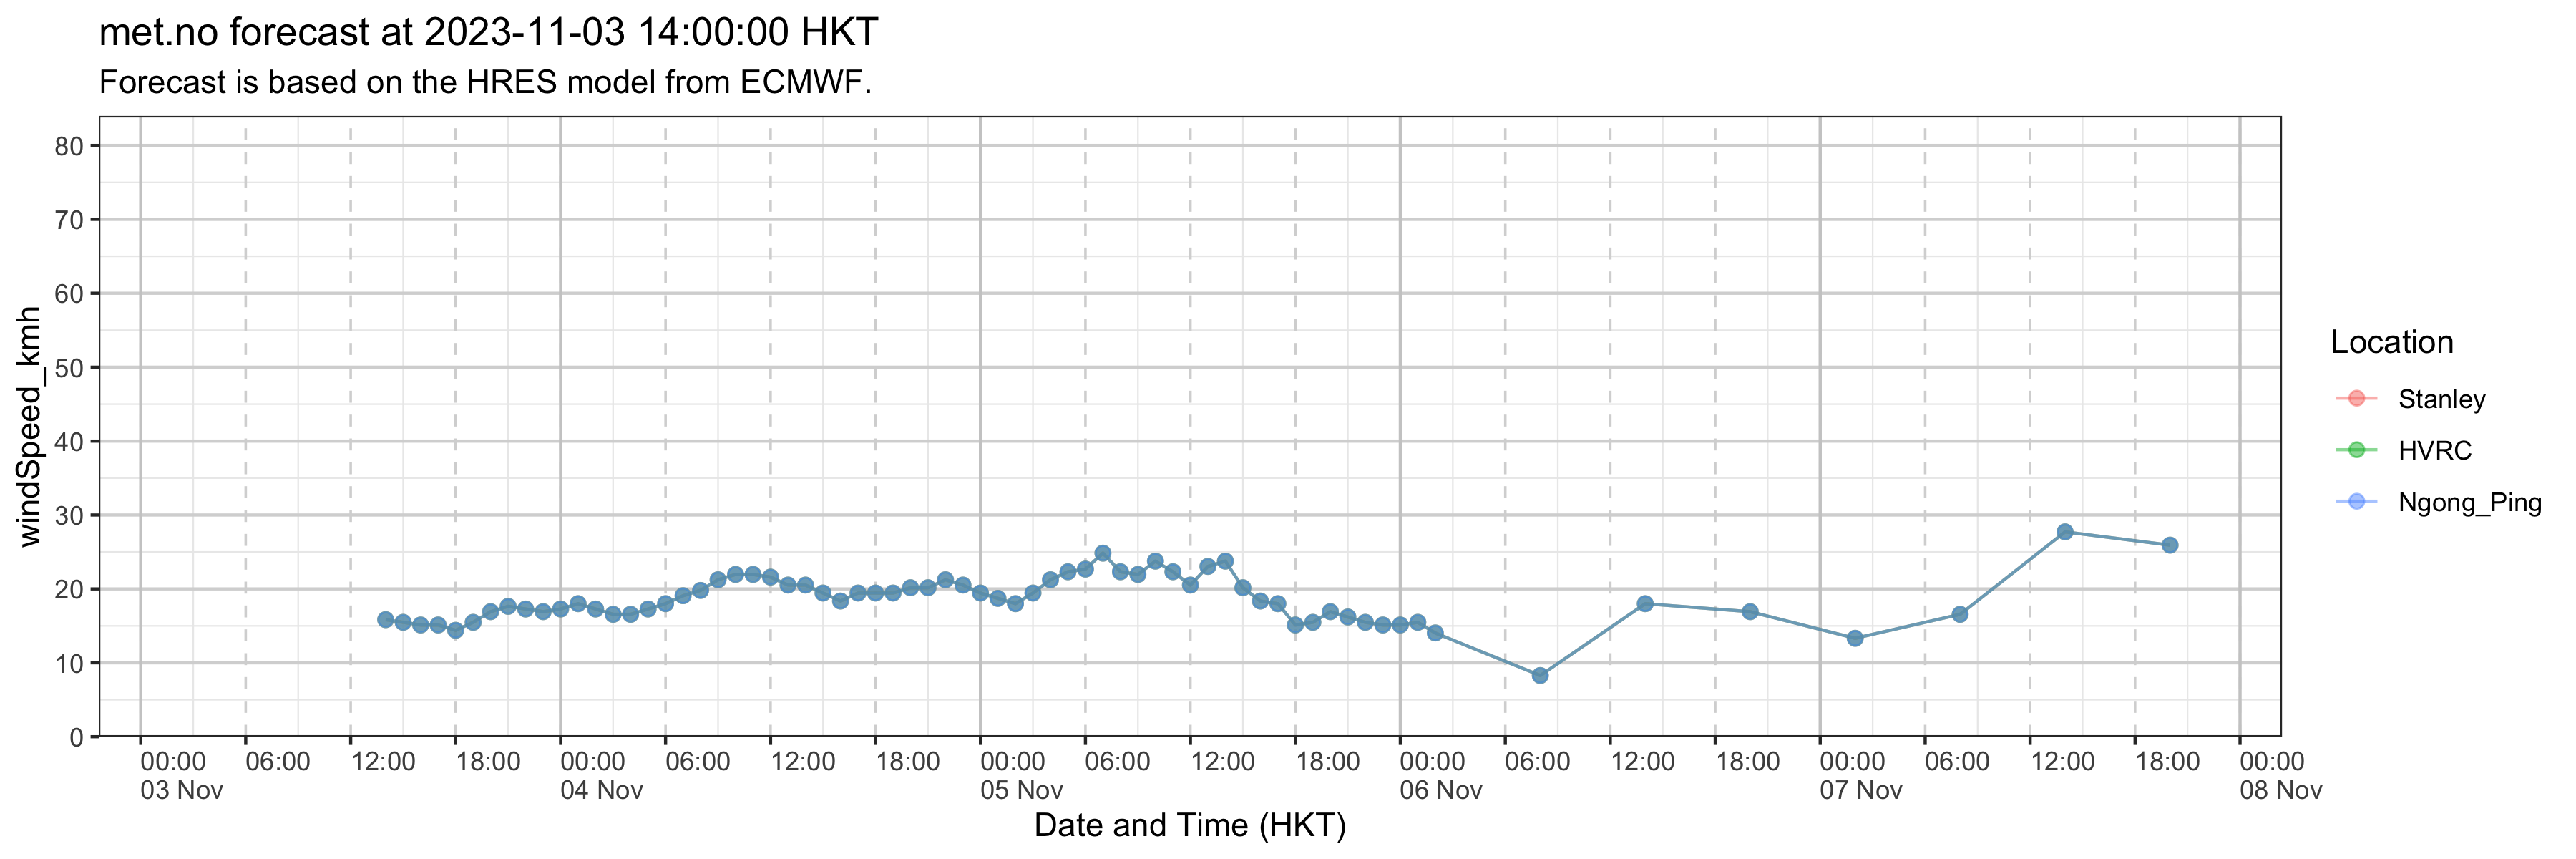 met.no forecast at 2023-11-03 14:00:00 HKT
Forecast is based on the HRES model from ECMWF.
windSpeed_kmh
80
70
60
50
40
30
20
10
0
00:00 06:00 12:00 18:00 00:00 06:00 12:00 18:00 00:00 06:00 12:00 18:00 00:00 06:00 12:00 18:00 00:00 06:00 12:00 18:00 00:00
03 Nov 04 Nov 05 Nov 06 Nov 07 Nov 08 Nov
Date and Time (HKT)
Location
Stanley
HVRC
Ngong_Ping